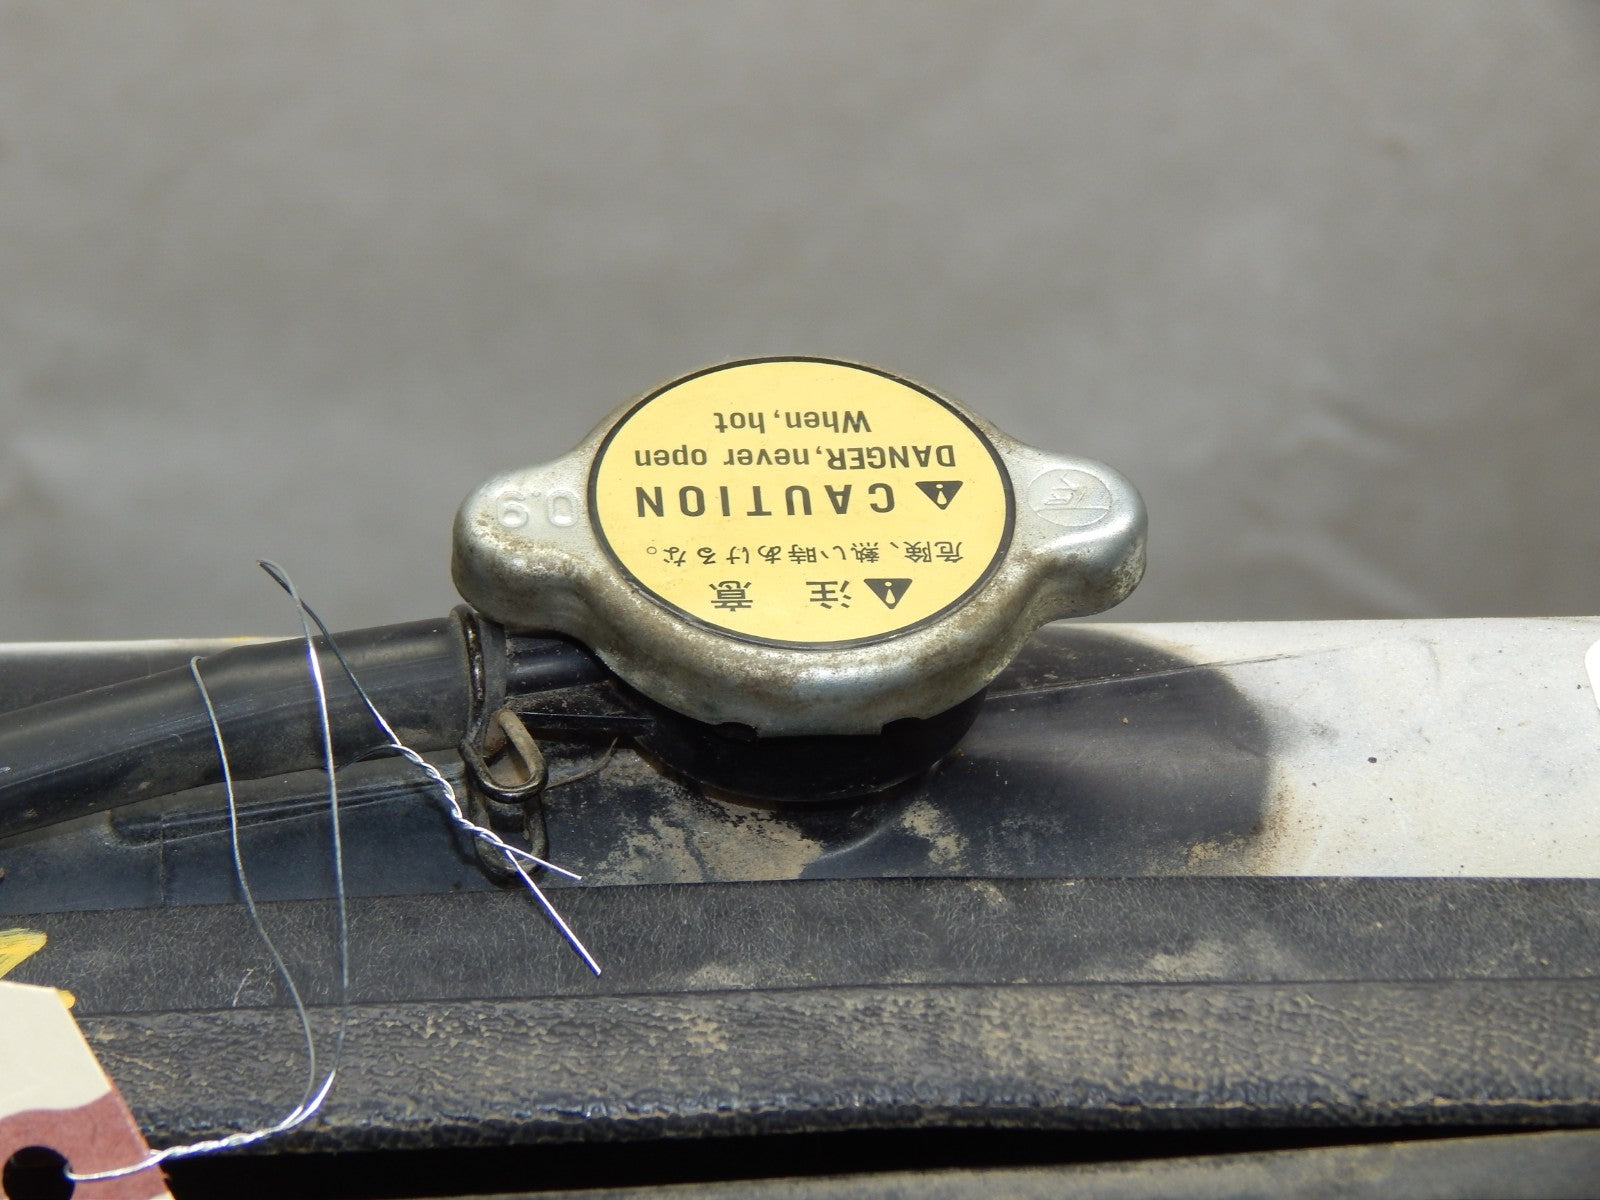 ⚠注 意
危険、熱い時あけるな。
⚠CAUTION
DANGER, never open
When, hot
0.9